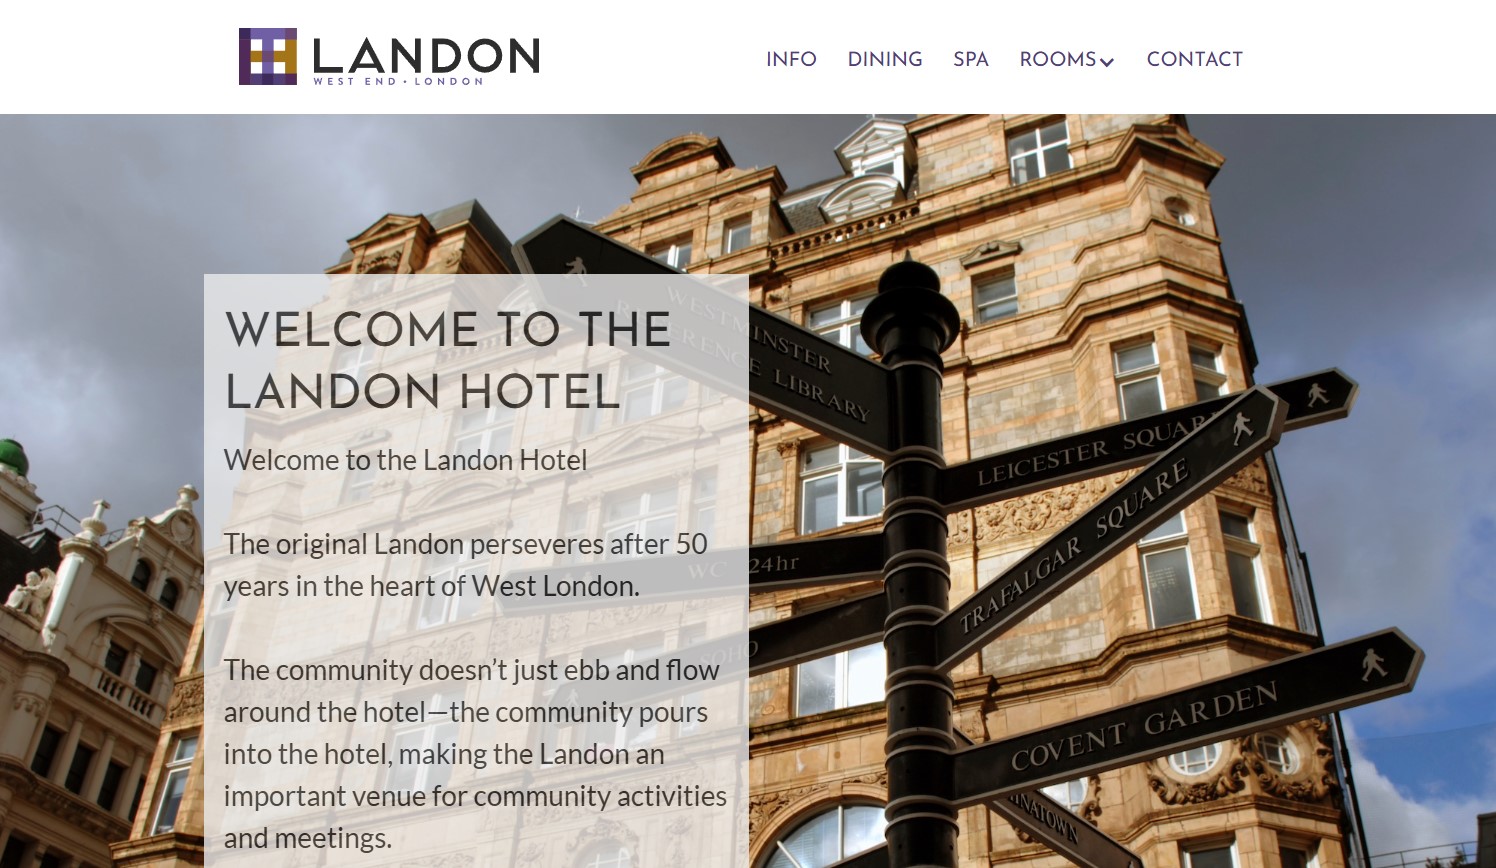 LANDON
WEST END • LONDON
INFO DINING SPA ROOMS CONTACT
WELCOME TO THE
LANDON HOTEL
Welcome to the Landon Hotel
The original Landon perseveres after 50
years in the heart of West London.
The community doesn’t just ebb and flow
around the hotel—the community pours
into the hotel, making the Landon an
important venue for community activities
and meetings.
WESTMINSTER
REFERENCE LIBRARY
LEICESTER SQUARE
TRAFALGAR SQUARE
WC 24hr
SOHO
COVENT GARDEN
CHINATOWN